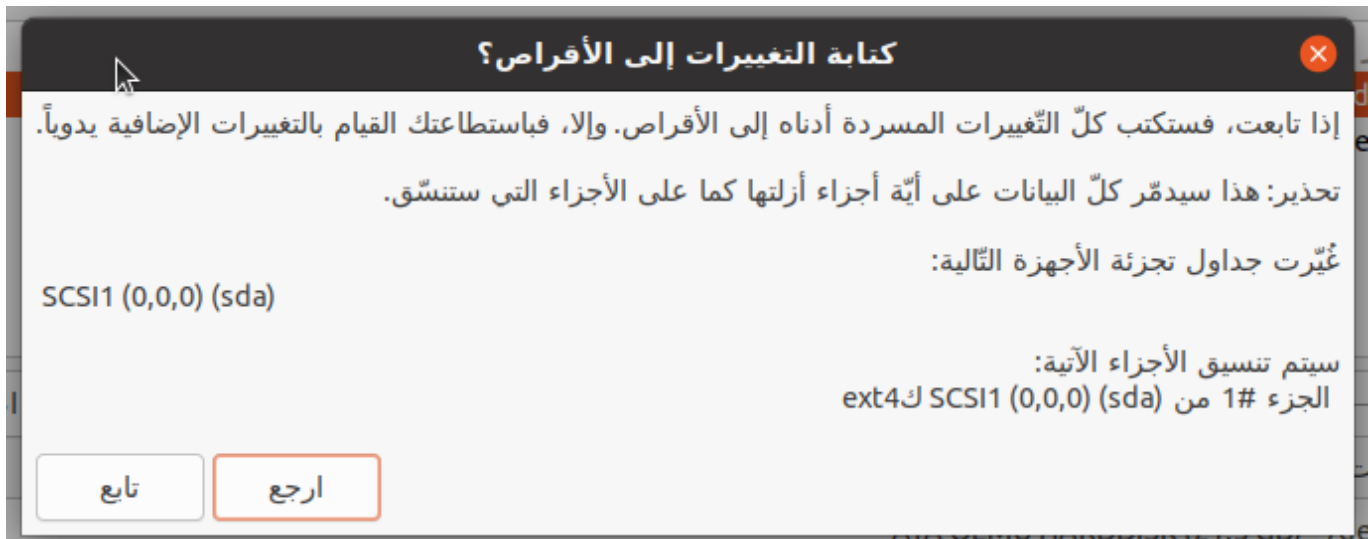 كتابة التغييرات إلى الأقراص؟
إذا تابعت، فستكتب كلّ التّغييرات المسردة أدناه إلى الأقراص. وإلا، فباستطاعتك القيام بالتغييرات الإضافية يدوياً.
تحذير: هذا سيدمّر كلّ البيانات على أيّة أجزاء أزلتها كما على الأجزاء التي ستنسّق.
غُيّرت جداول تجزئة الأجهزة التّالية:
SCSI1 (0,0,0) (sda)
سيتم تنسيق الأجزاء الآتية:
الجزء #1 من SCSI1 (0,0,0) (sda) كext4
ارجع
تابع